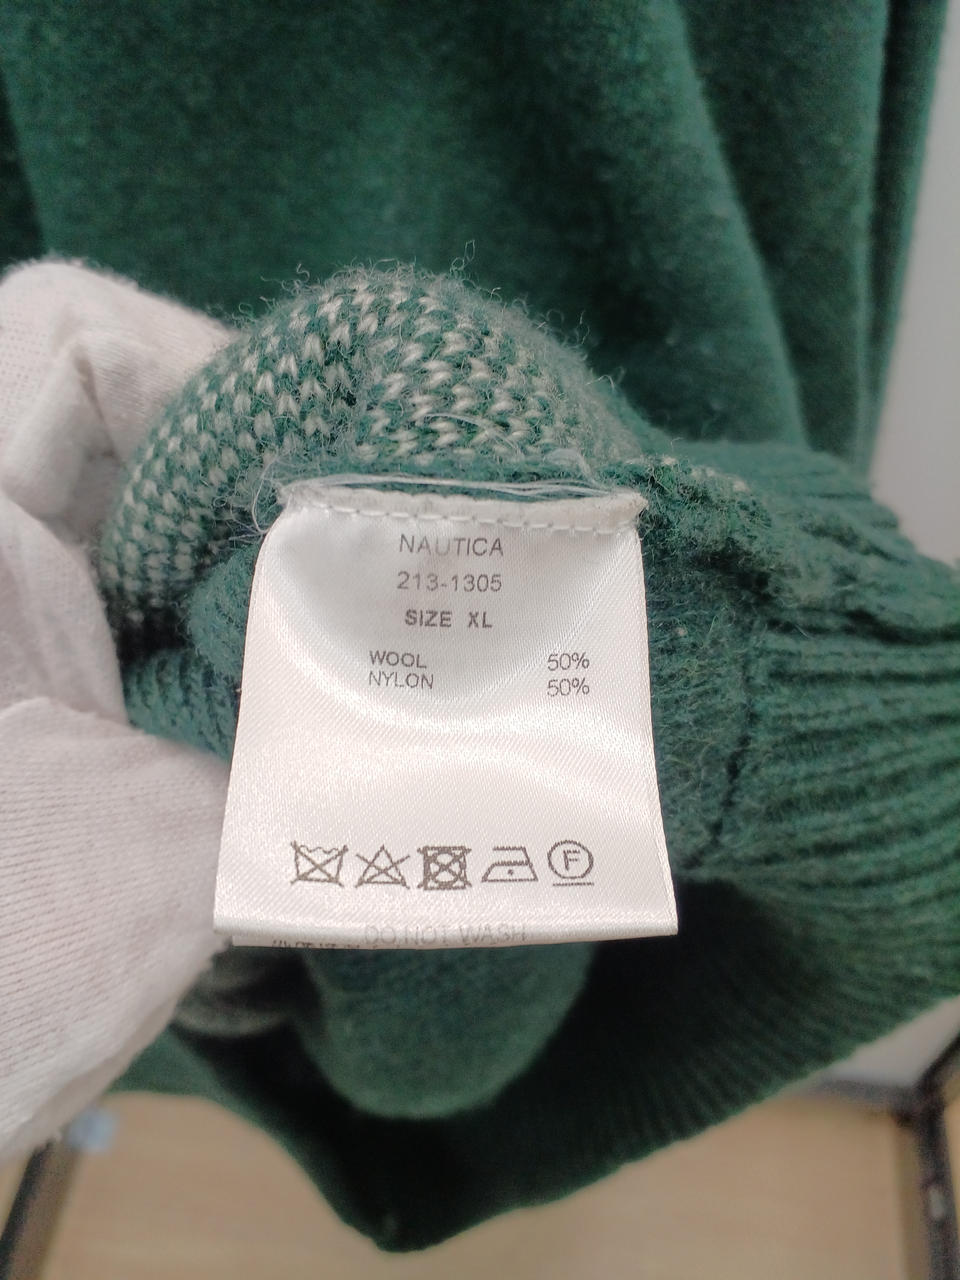 NAUTICA
213-1305
SIZE XL
WOOL 50%
NYLON 50%
F
DO NOT WASH